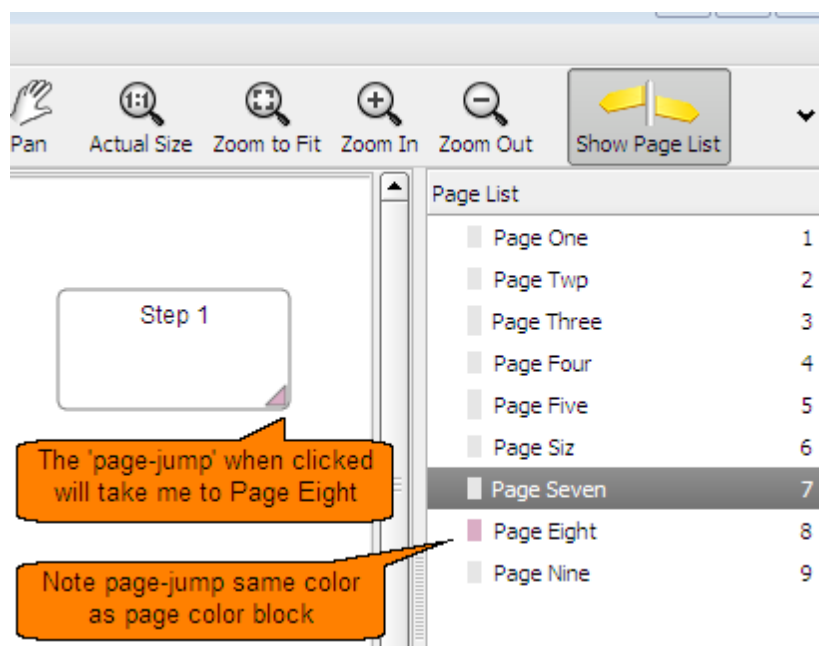 Pan
Actual Size
Zoom to Fit
Zoom In
Zoom Out
Show Page List
Page List
Page One 1
Page Twp 2
Page Three 3
Page Four 4
Page Five 5
Page Siz 6
Page Seven 7
Page Eight 8
Page Nine 9
Step 1
The 'page-jump' when clicked
will take me to Page Eight
Note page-jump same color
as page color block
1:1